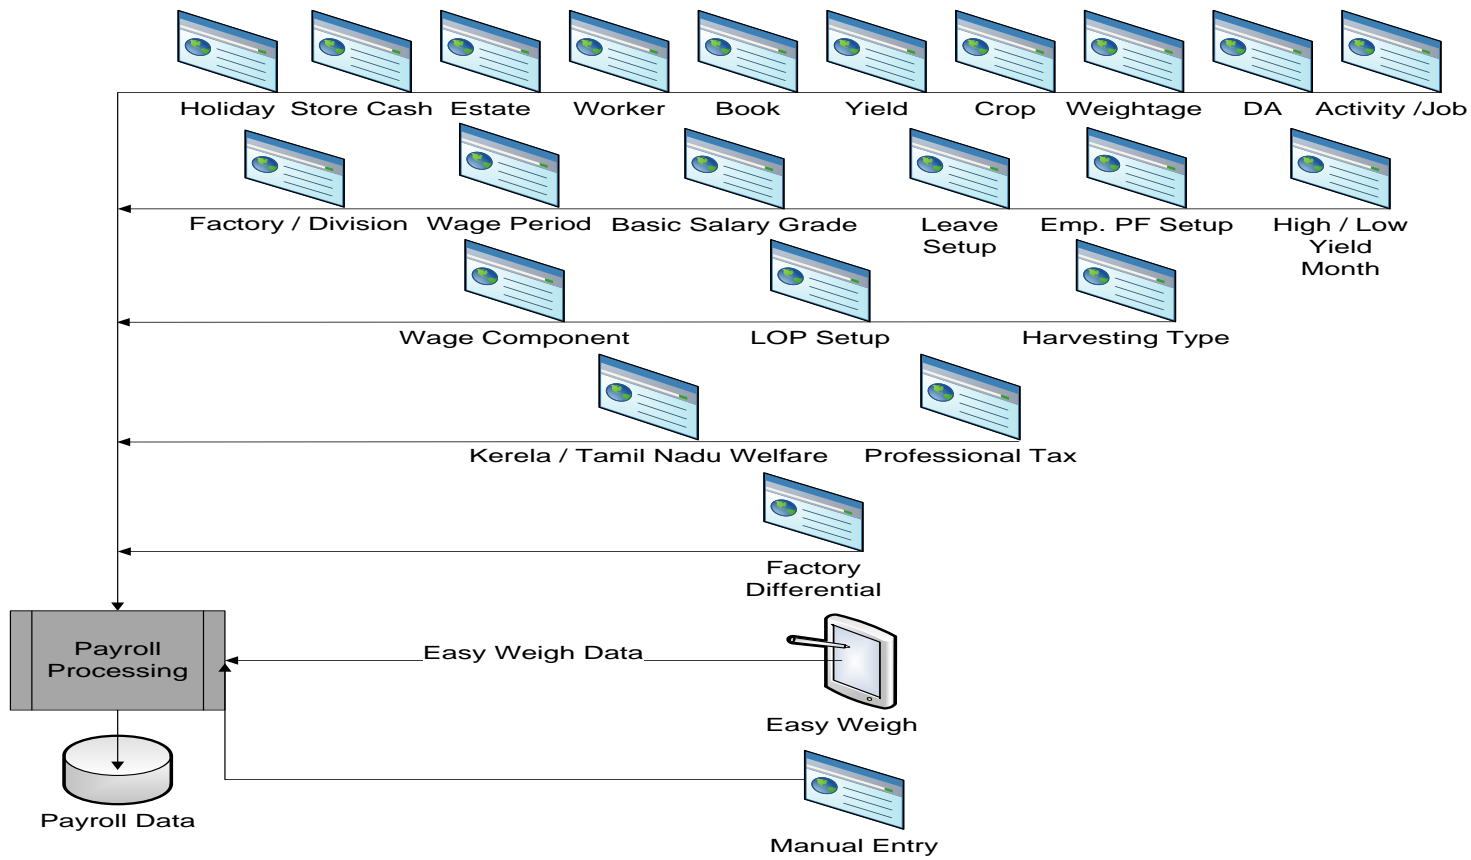 Holiday Store Cash Estate Worker Book Yield Crop Weightage DA Activity /Job
Factory / Division Wage Period Basic Salary Grade Leave Setup Emp. PF Setup High / Low Yield Month
Wage Component LOP Setup Harvesting Type
Kerela / Tamil Nadu Welfare Professional Tax
Factory
Differential
Payroll
Processing
Easy Weigh Data
Easy Weigh
Payroll Data
Manual Entry